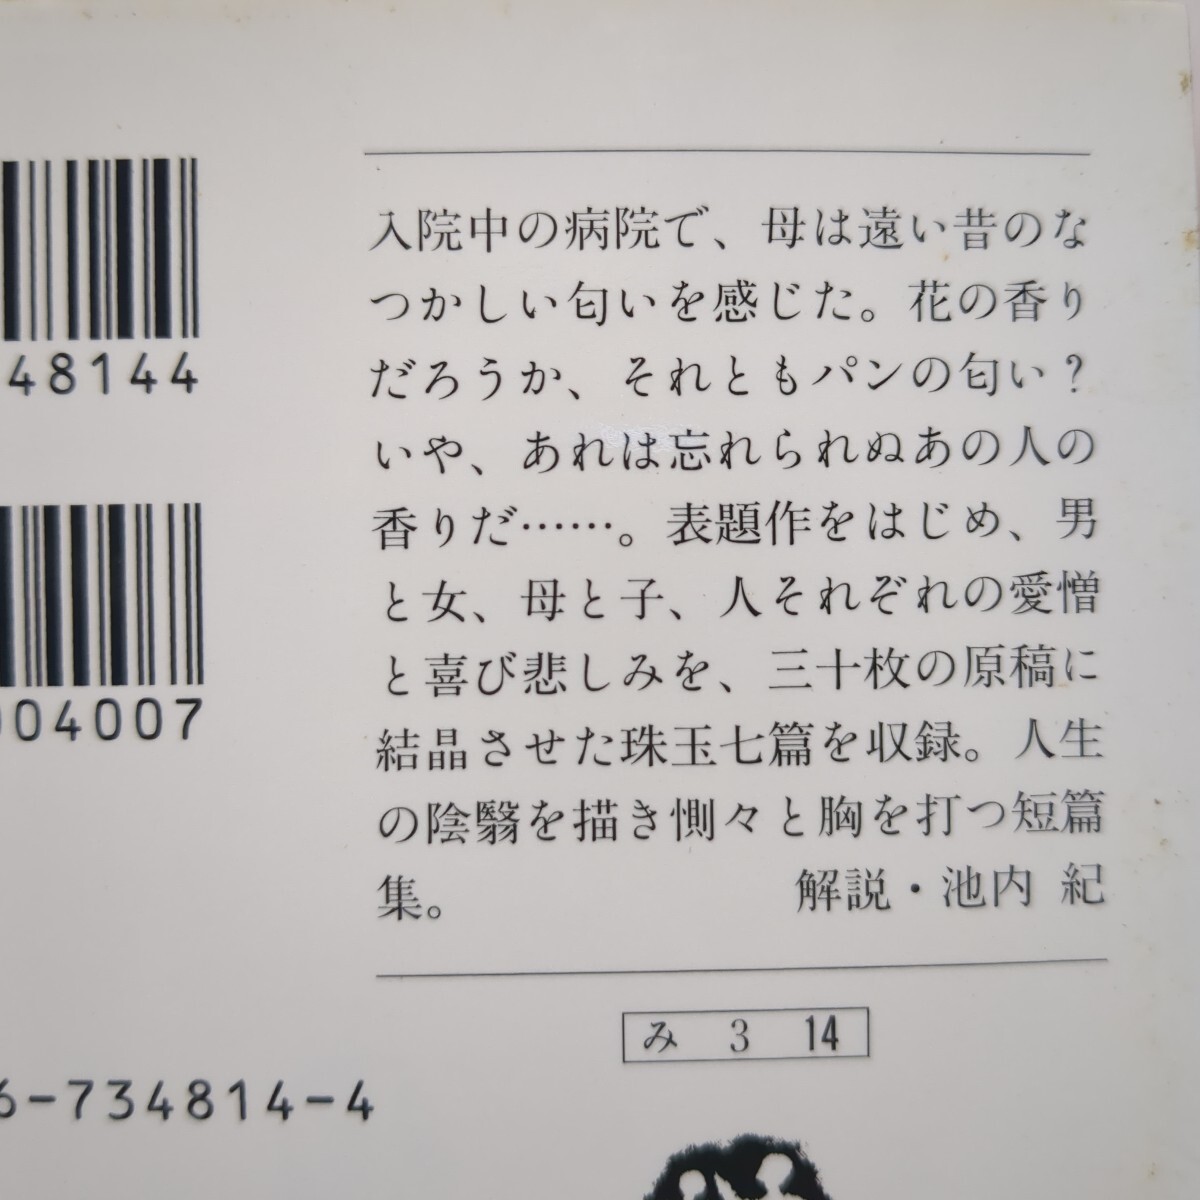 48144
04007
入院中の病院で、母は遠い昔のな
つかしい匂いを感じた。花の香り
だろうか、それともパンの匂い？
いや、あれは忘れられぬあの人の
香りだ……。表題作をはじめ、男
と女、母と子、人それぞれの愛憎
と喜び悲しみを、三十枚の原稿に
結晶させた珠玉七篇を収録。人生
の陰翳を描き惻々と胸を打つ短篇
集。 解説・池内 紀
み 3 14
6-734814-4